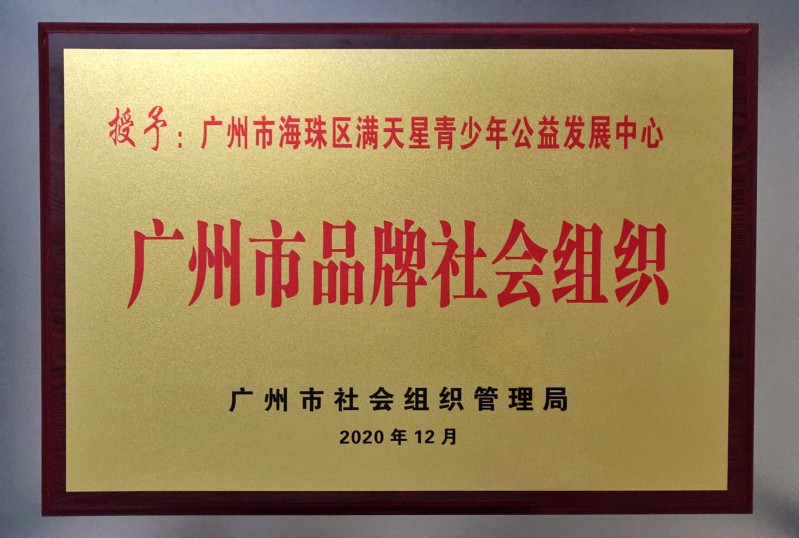 授予：广州市海珠区满天星青少年公益发展中心
广州市品牌社会组织
广州市社会组织管理局
2020年12月